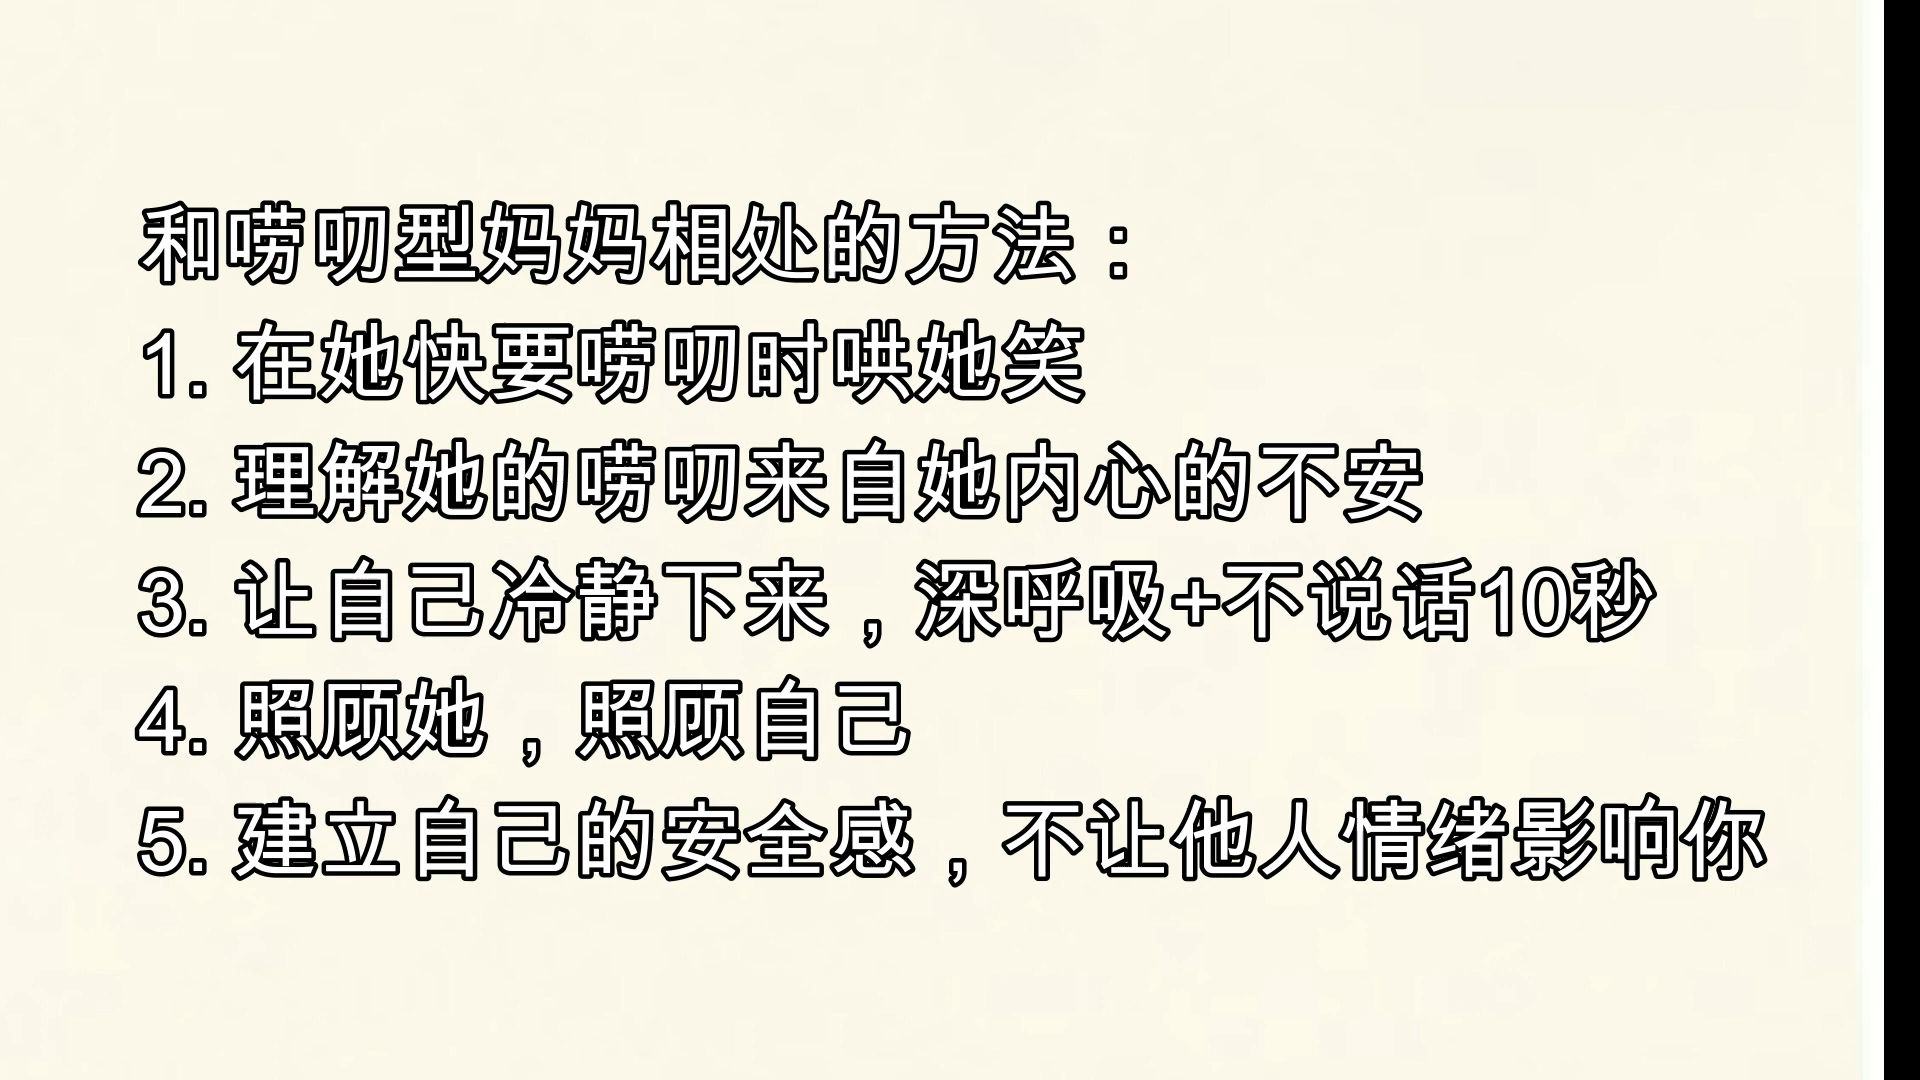 和唠叨型妈妈相处的方法：
1. 在她快要唠叨时哄她笑
2. 理解她的唠叨来自她内心的不安
3. 让自己冷静下来，深呼吸+不说话10秒
4. 照顾她，照顾自己
5. 建立自己的安全感，不让他人情绪影响你